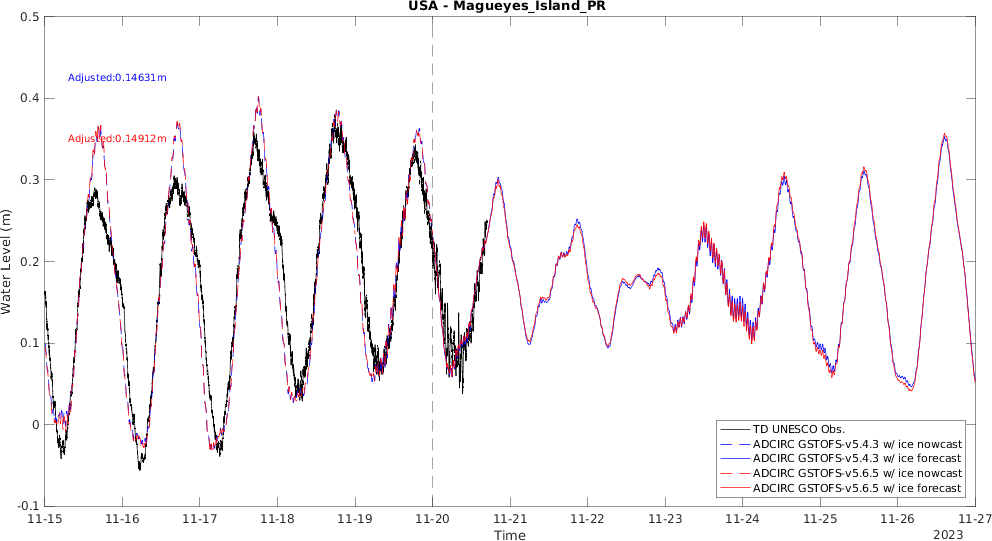 USA - Magueyes_Island_PR
0.5
0.4
0.3
0.2
0.1
0
-0.1
Water Level (m)
Adjusted:0.14631m
Adjusted:0.14912m
TD UNESCO Obs.
ADCIRC GSTOFS-v5.4.3 w/ ice nowcast
ADCIRC GSTOFS-v5.4.3 w/ ice forecast
ADCIRC GSTOFS-v5.6.5 w/ ice nowcast
ADCIRC GSTOFS-v5.6.5 w/ ice forecast
11-15 11-16 11-17 11-18 11-19 11-20 11-21 11-22 11-23 11-24 11-25 11-26 11-27
Time
2023